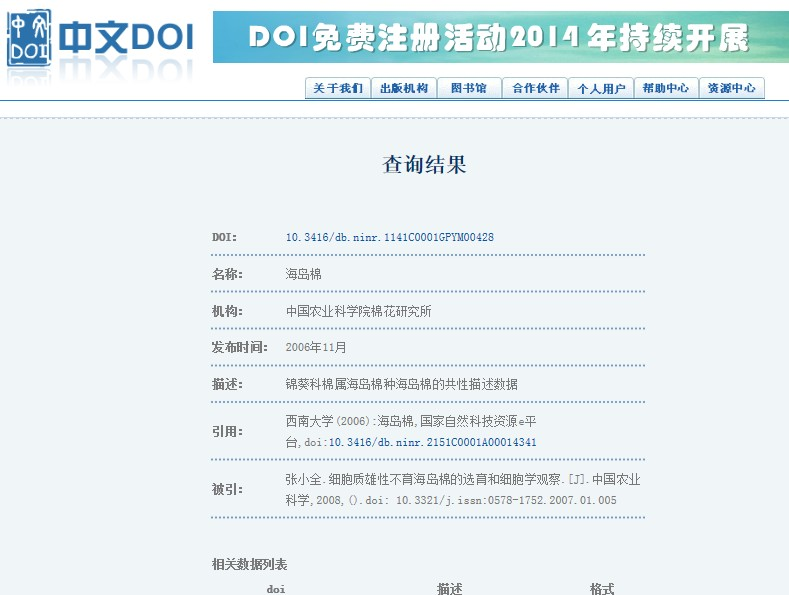 中文
DOI
中文DOI
DOI免费注册活动2014年持续开展
关于我们 出版机构 图书馆 合作伙伴 个人用户 帮助中心 资源中心
查询结果
DOI: 10.3416/db.ninr.1141C0001GPYM00428
名称: 海岛棉
机构: 中国农业科学院棉花研究所
发布时间: 2006年11月
描述: 锦葵科棉属海岛棉种海岛棉的共性描述数据
引用: 西南大学(2006):海岛棉,国家自然科技资源e平
台,doi:10.3416/db.ninr.2151C0001A00014341
被引: 张小全.细胞质雄性不育海岛棉的选育和细胞学观察.[J].中国农业
科学,2008,().doi: 10.3321/j.issn:0578-1752.2007.01.005
相关数据列表
doi 描述 格式